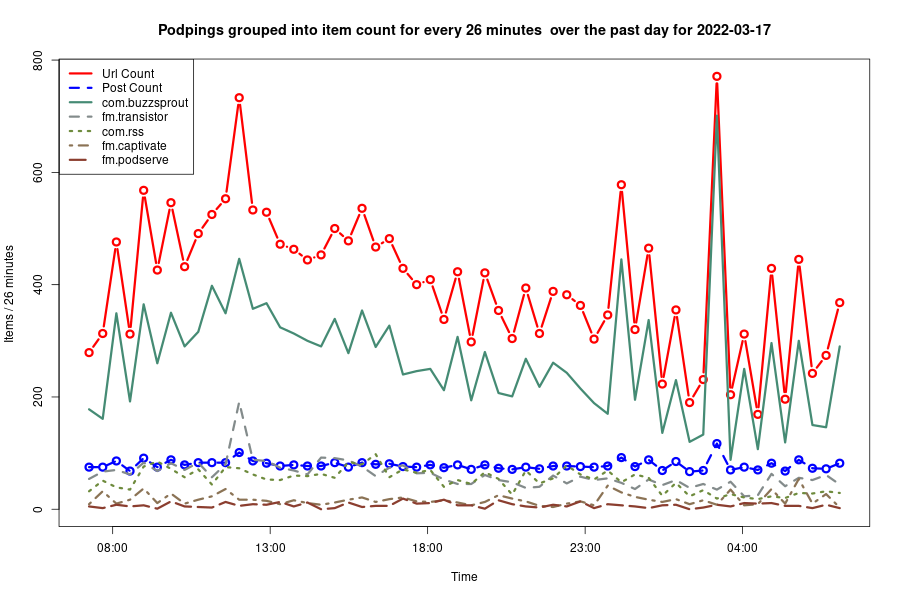 Podpings grouped into item count for every 26 minutes  over the past day for 2022-03-17
Items / 26 minutes
800
600
400
200
0
Url Count
Post Count
com.buzzsprout
fm.transistor
com.rss
fm.captivate
fm.podserve
08:00
13:00
18:00
23:00
04:00
Time